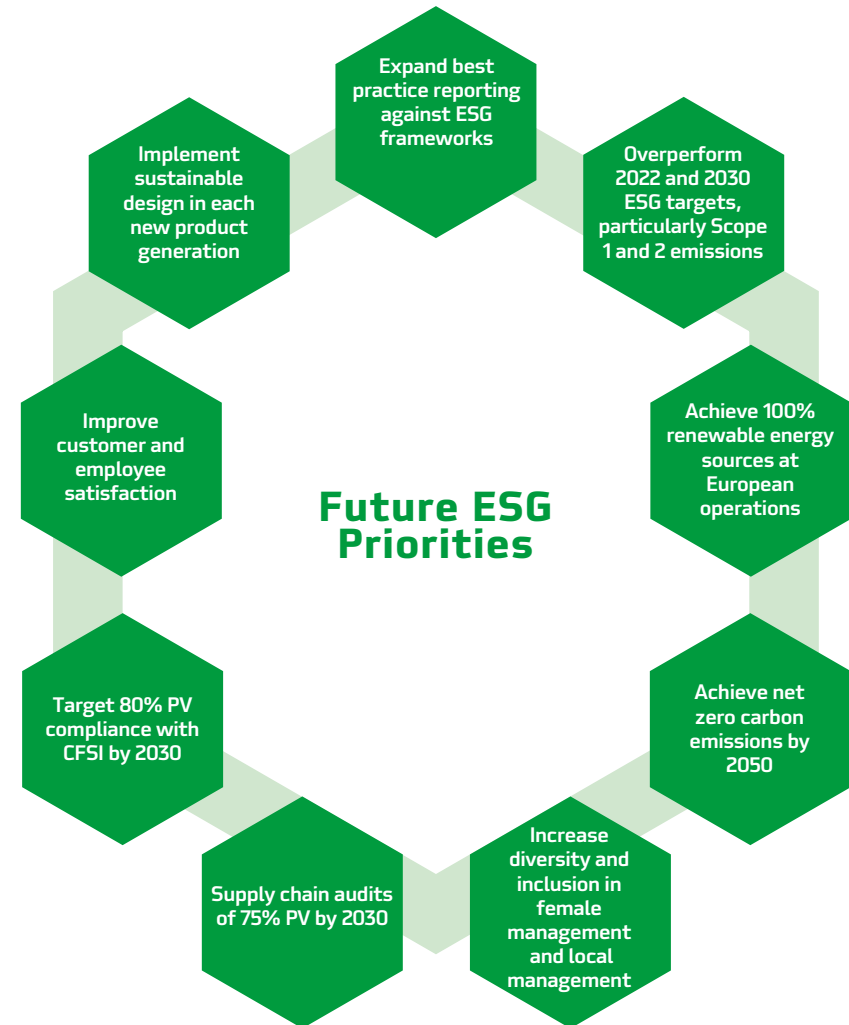 Expand best
practice reporting
against ESG
frameworks
Overperform
2022 and 2030
ESG targets,
particularly Scope
1 and 2 emissions
Achieve 100%
renewable energy
sources at
European
operations
Achieve net
zero carbon
emissions by
2050
Increase
diversity and
inclusion in
female
management
and local
management
Supply chain audits
of 75% PV by 2030
Target 80% PV
compliance with
CFSI by 2030
Improve
customer and
employee
satisfaction
Implement
sustainable
design in each
new product
generation
Future ESG
Priorities